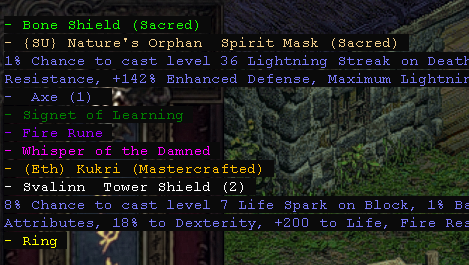 - Bone Shield (Sacred)
- {SU} Nature's Orphan Spirit Mask (Sacred)
1% Chance to cast level 36 Lightning Streak on Death
Resistance, +142% Enhanced Defense, Maximum Lightnin
- Axe (1)
- Signet of Learning
- Fire Rune
- Whisper of the Damned
- (Eth) Kukri (Mastercrafted)
- Svalinn Tower Shield (2)
8% Chance to cast level 7 Life Spark on Block, 1% Ba
Attributes, 18% to Dexterity, +200 to Life, Fire Res
- Ring